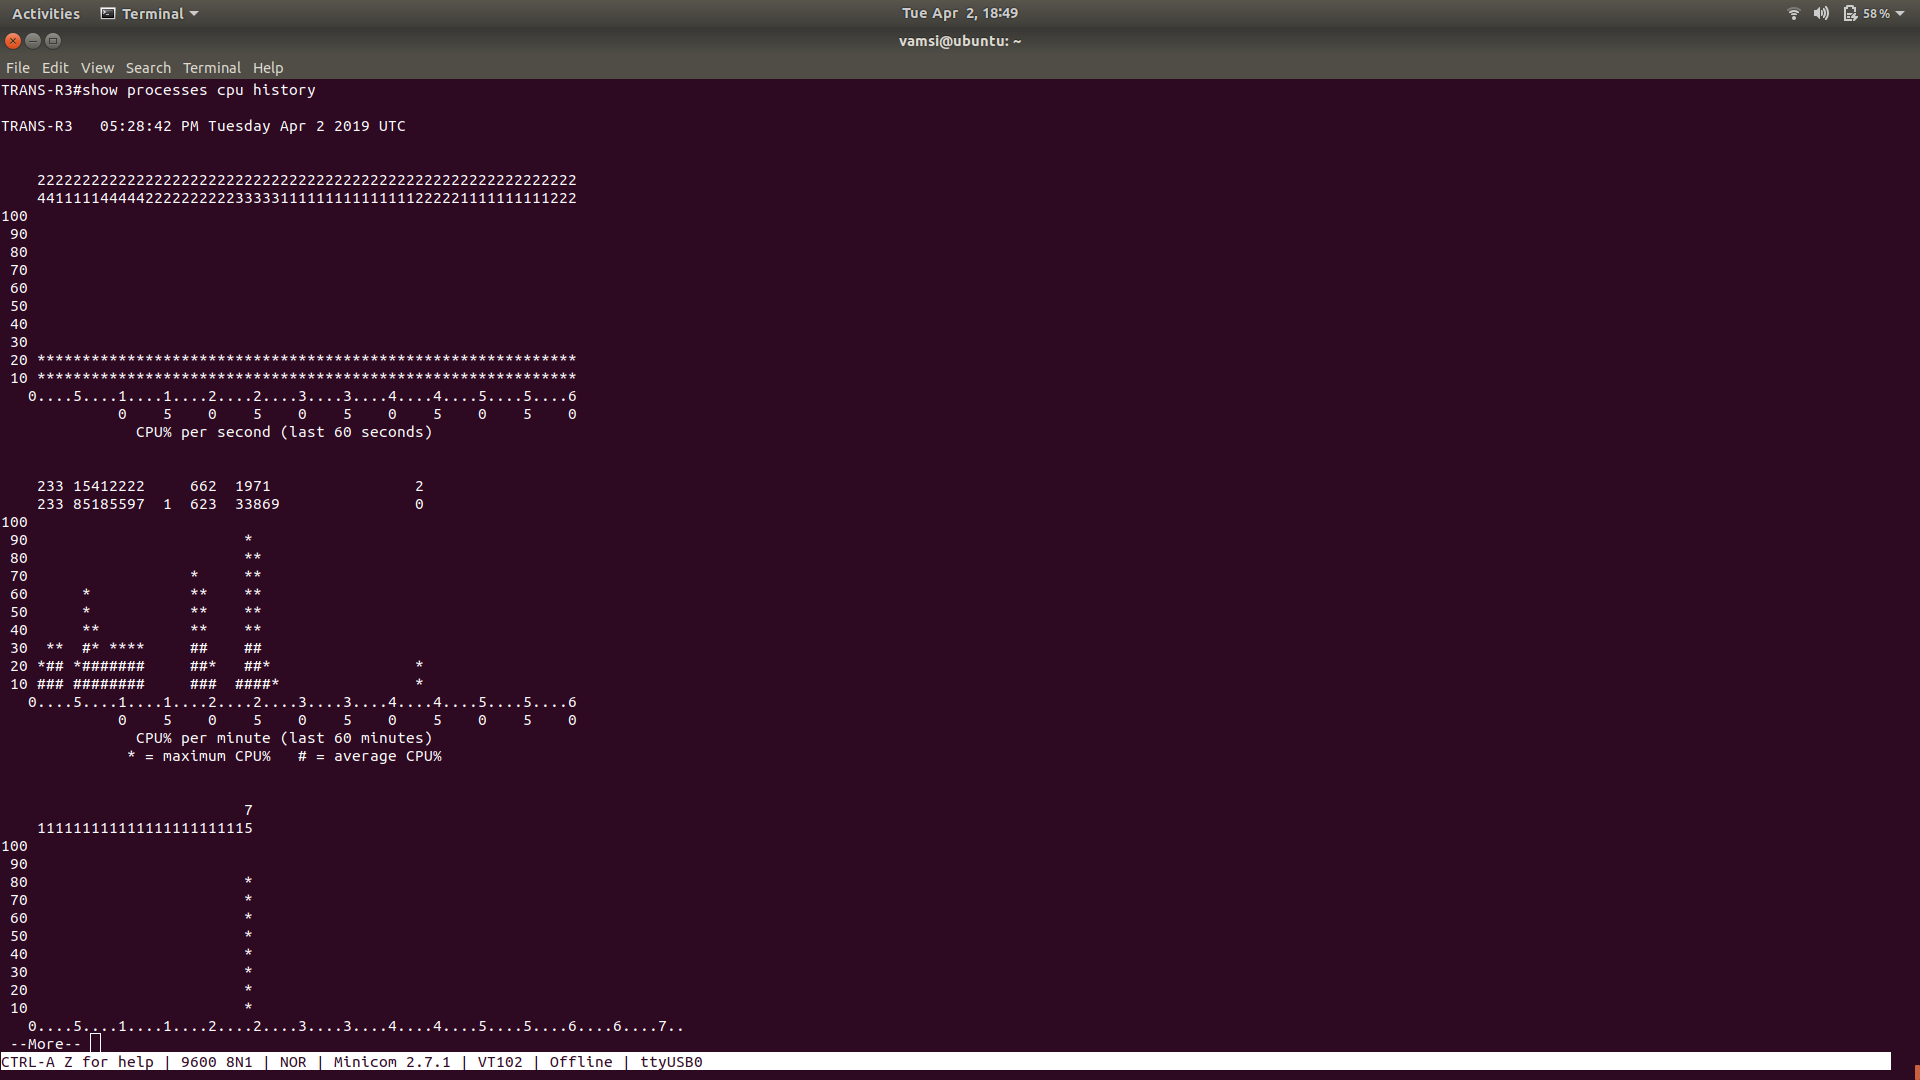 Activities Terminal Tue Apr 2, 18:49 58 %
vamsi@ubuntu: ~
File Edit View Search Terminal Help
TRANS-R3#show processes cpu history
TRANS-R3   05:28:42 PM Tuesday Apr 2 2019 UTC
    222222222222222222222222222222222222222222222222222222222222
    441111144444222222222233333111111111111111222221111111111222
100
 90
 80
 70
 60
 50
 40
 30
 20 ************************************************************
 10 ************************************************************
   0....5....1....1....2....2....3....3....4....4....5....5....6
             0    5    0    5    0    5    0    5    0    5    0
               CPU% per second (last 60 seconds)
    233 15412222     662  1971                2
    233 85185597  1  623  33869               0
100
 90                        *
 80                        **
 70                  *     **
 60      *           **    **
 50      *           **    **
 40      **          **    **
 30  **  #* ****     ##    ##
 20 *## *#######     ##*   ##*                *
 10 ### ########     ###  ####*               *
   0....5....1....1....2....2....3....3....4....4....5....5....6
             0    5    0    5    0    5    0    5    0    5    0
               CPU% per minute (last 60 minutes)
              * = maximum CPU%   # = average CPU%
                           7
    111111111111111111111115
100
 90
 80                        *
 70                        *
 60                        *
 50                        *
 40                        *
 30                        *
 20                        *
 10                        *
   0....5....1....1....2....2....3....3....4....4....5....5....6....6....7..
 --More--
CTRL-A Z for help | 9600 8N1 | NOR | Minicom 2.7.1 | VT102 | Offline | ttyUSB0